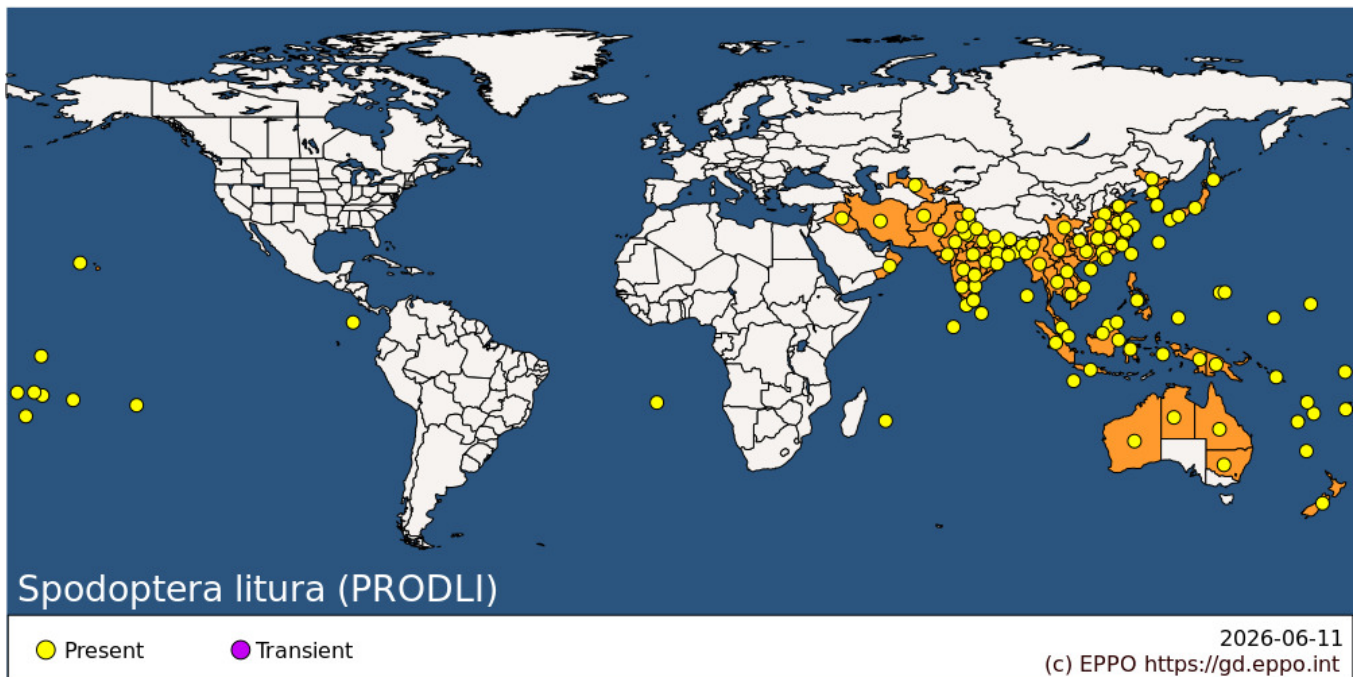 Spodoptera litura (PRODLI)
Present
Transient
2026-06-11
(c) EPPO https://gd.eppo.int